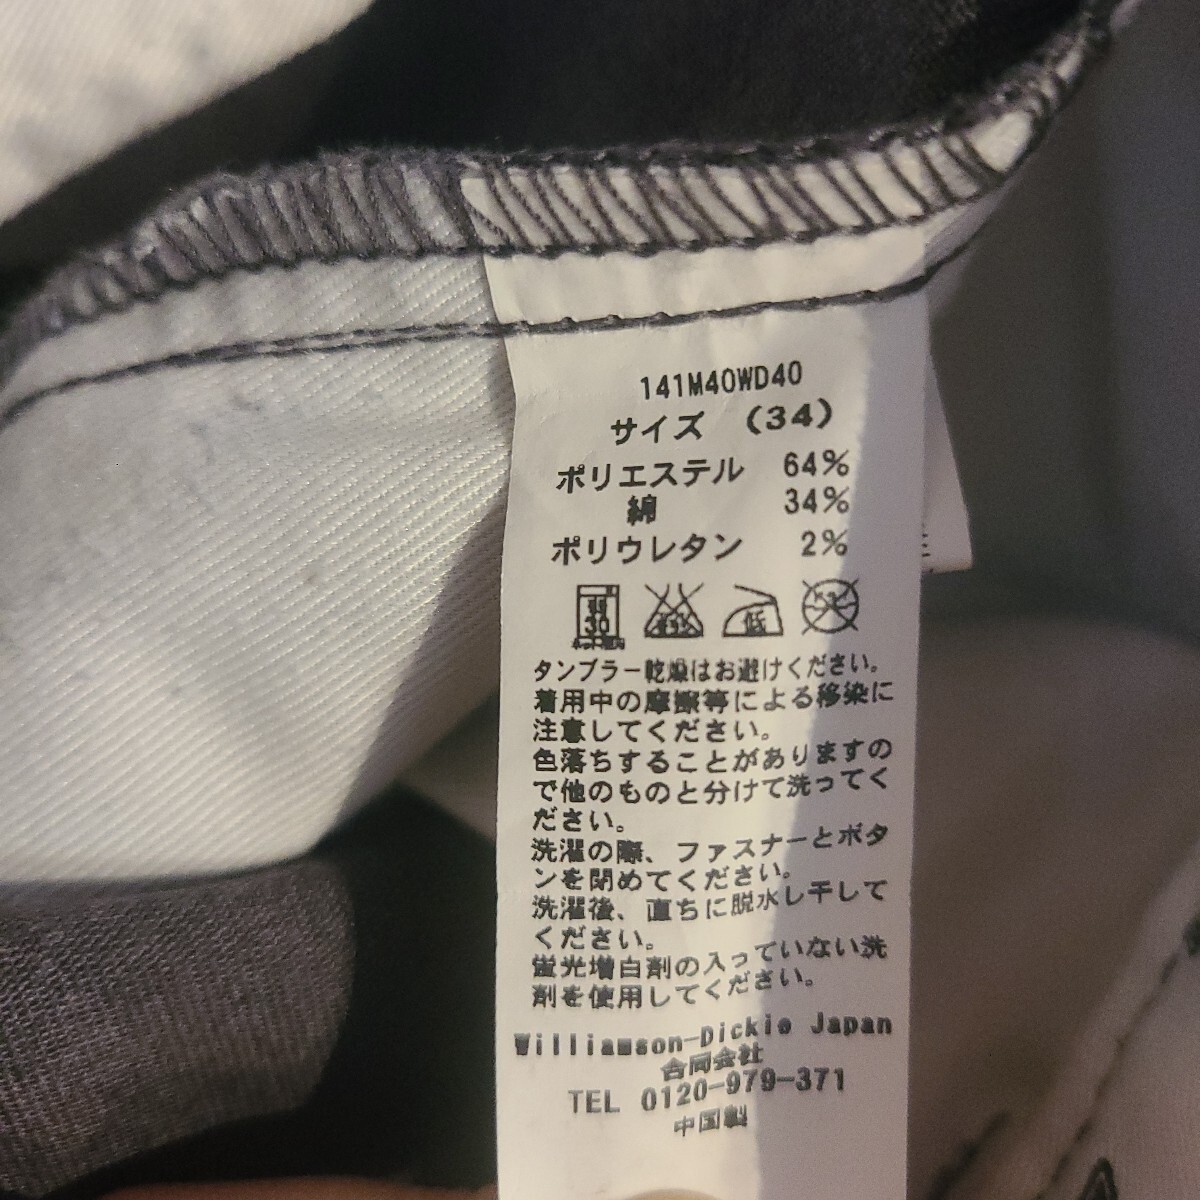 141M40WD40
サイズ (34)
ポリエステル 64%
綿 34%
ポリウレタン 2%
30
低
タンブラー乾燥はお避けください。
着用中の摩擦等による移染に
注意してください。
色落ちすることがありますの
で他のものと分けて洗ってく
ださい。
洗濯の際、ファスナーとボタ
ンを閉めてください。
洗濯後、直ちに脱水し干して
ください。
蛍光増白剤の入っていない洗
剤を使用してください。
Williamson-Dickie Japan
合同会社
TEL 0120-979-371
中国製